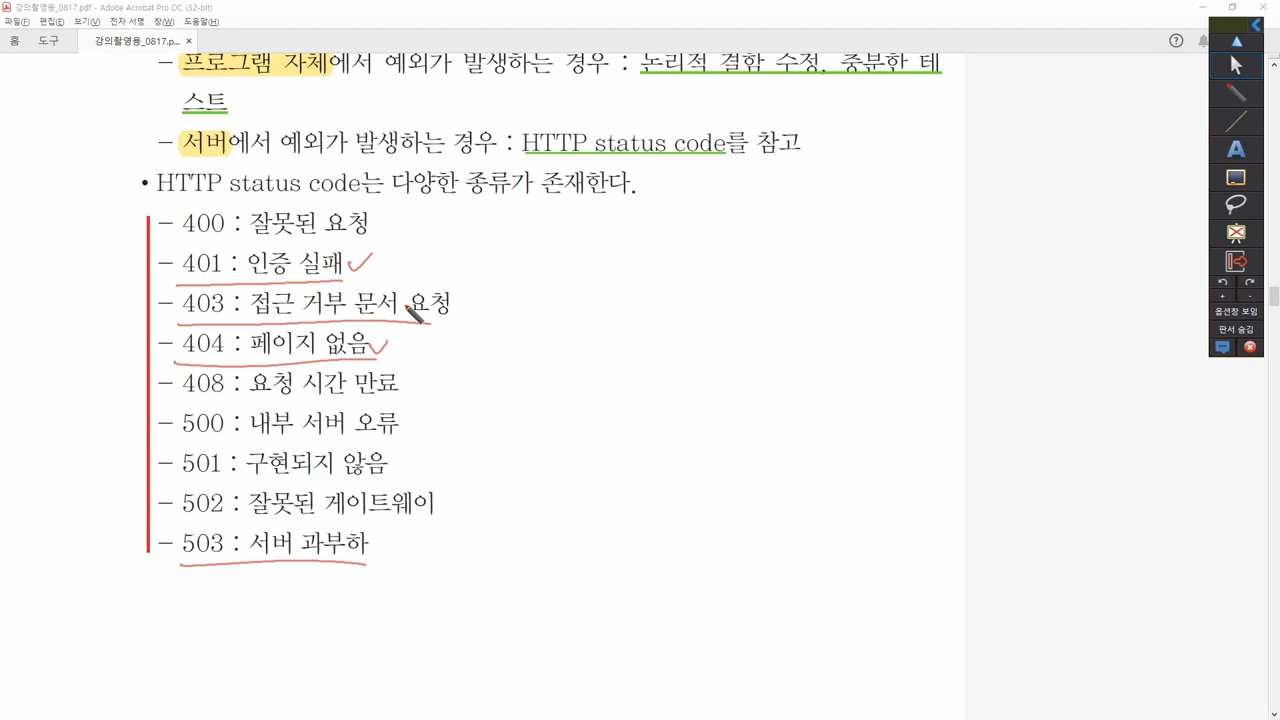 강의촬영용_0817.pdf - Adobe Acrobat Pro DC (32-bit)
파일(F) 편집(E) 보기(V) 전자 서명 창(W) 도움말(H)
홈 도구 강의촬영용_0817.p... ×
– 프로그램 자체에서 예외가 발생하는 경우 : 논리적 결함 수정, 충분한 테
스트
– 서버에서 예외가 발생하는 경우 : HTTP status code를 참고
• HTTP status code는 다양한 종류가 존재한다.
– 400 : 잘못된 요청
– 401 : 인증 실패
– 403 : 접근 거부 문서 요청
– 404 : 페이지 없음
– 408 : 요청 시간 만료
– 500 : 내부 서버 오류
– 501 : 구현되지 않음
– 502 : 잘못된 게이트웨이
– 503 : 서버 과부하
A
옵션창 보임
판서 숨김